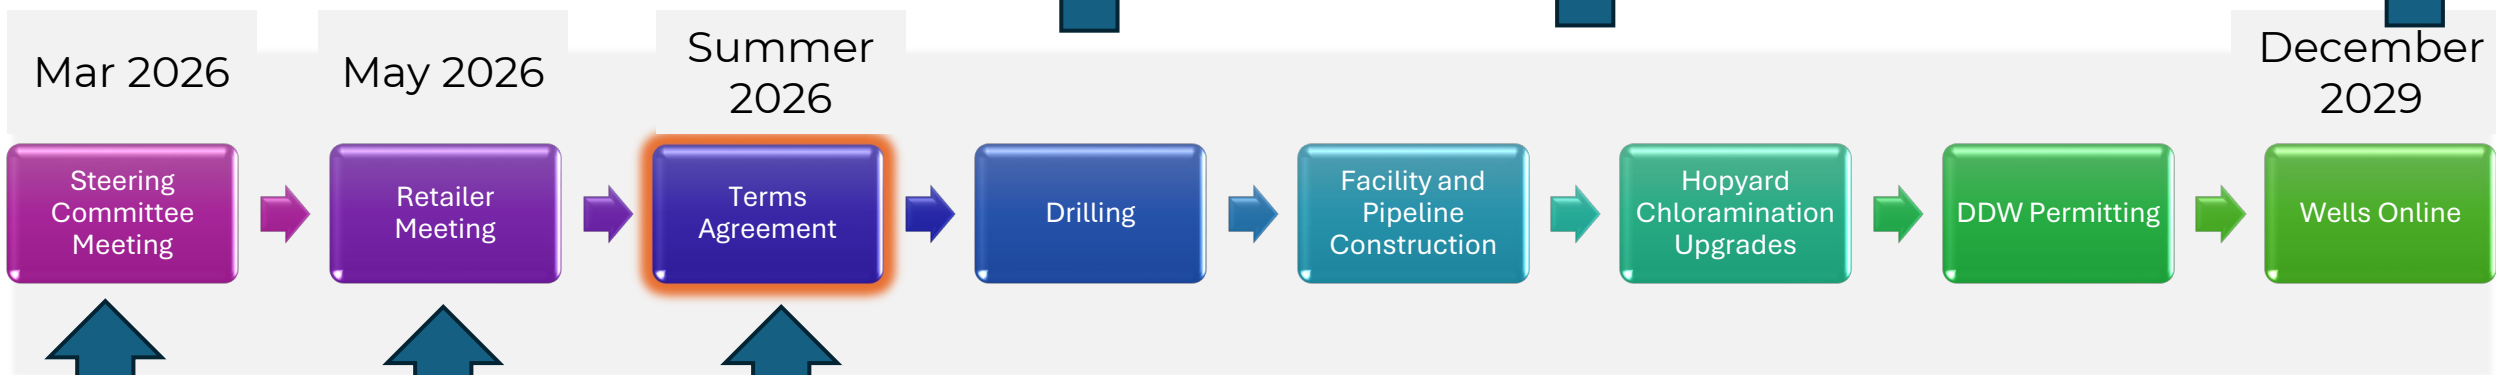 Mar 2026
May 2026
Summer
2026
December
2029
Steering
Committee
Meeting
Retailer
Meeting
Terms
Agreement
Drilling
Facility and
Pipeline
Construction
Hopyard
Chloramination
Upgrades
DDW Permitting
Wells Online